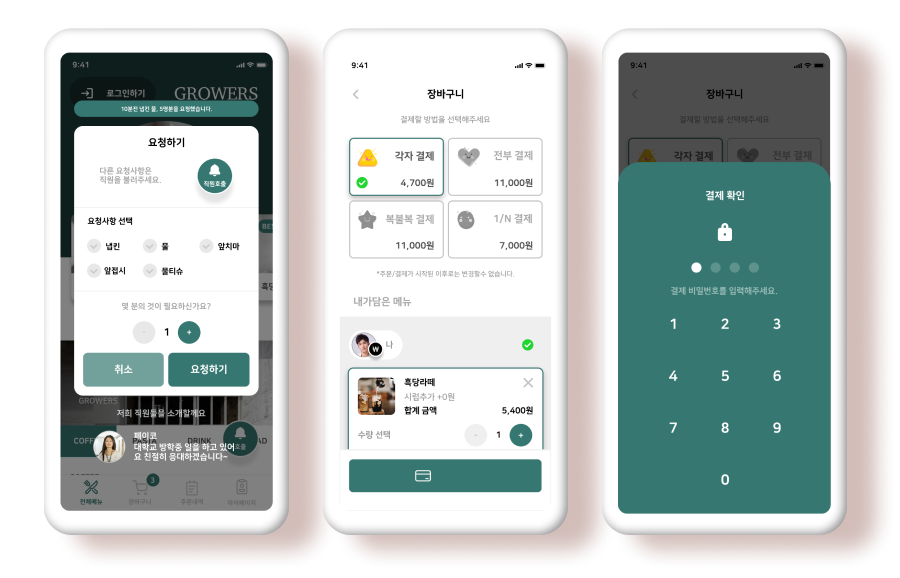 9:41
로그인하기
GROWERS
10분전 냅킨 물, 5명분을 요청했습니다.
요청하기
다른 요청사항은
직원을 불러주세요.
직원호출
요청사항 선택
냅킨
물
앞치마
앞접시
물티슈
몇 분의 것이 필요하신가요?
-
1
+
취소
요청하기
GROWERS
저희 직원들을 소개할께요
COFF
DRINK
AD
페이코
대학교 방학중 일을 하고 있어
요 친절히 응대하겠습니다~
호출
3
전체메뉴
장바구니
주문내역
마이페이지
9:41
장바구니
결제할 방법을 선택해주세요
각자 결제
4,700원
전부 결제
11,000원
복불복 결제
11,000원
1/N 결제
7,000원
*주문/결제가 시작된 이후로는 변경할수 없습니다.
내가담은 메뉴
₩
나
흑당라떼
시럽추가 +0원
합계 금액
5,400원
수량 선택
-
1
+
9:41
장바구니
결제할 방법을 선택해주세요
각자 결제
전부 결제
결제 확인
결제 비밀번호를 입력해주세요.
1
2
3
4
5
6
7
8
9
0